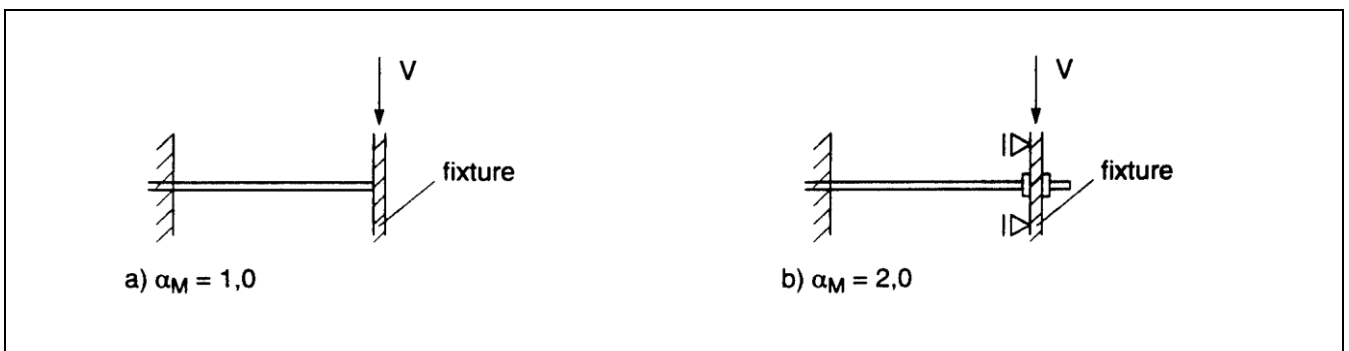 V
fixture
a) αM = 1,0
V
fixture
b) αM = 2,0